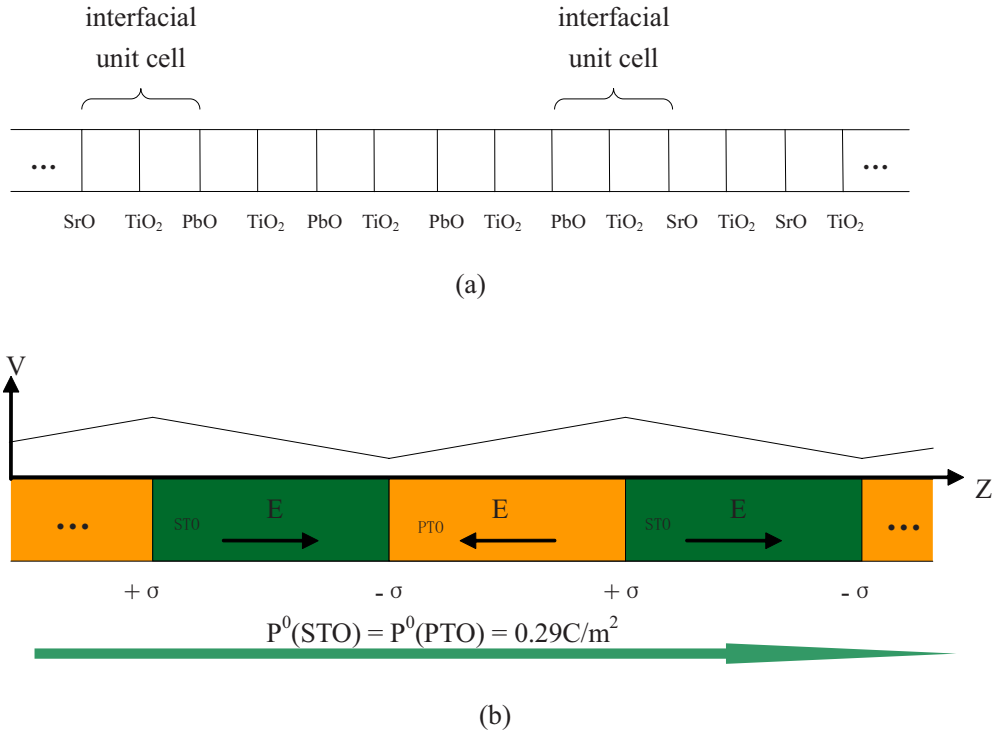 interfacial
unit cell
interfacial
unit cell
... ...
SrO TiO₂ PbO TiO₂ PbO TiO₂ PbO TiO₂ PbO TiO₂ SrO TiO₂ SrO TiO₂
(a)
V
Z
... STO E PTO E STO E ...
+ σ - σ + σ - σ
P⁰(STO) = P⁰(PTO) = 0.29C/m²
(b)